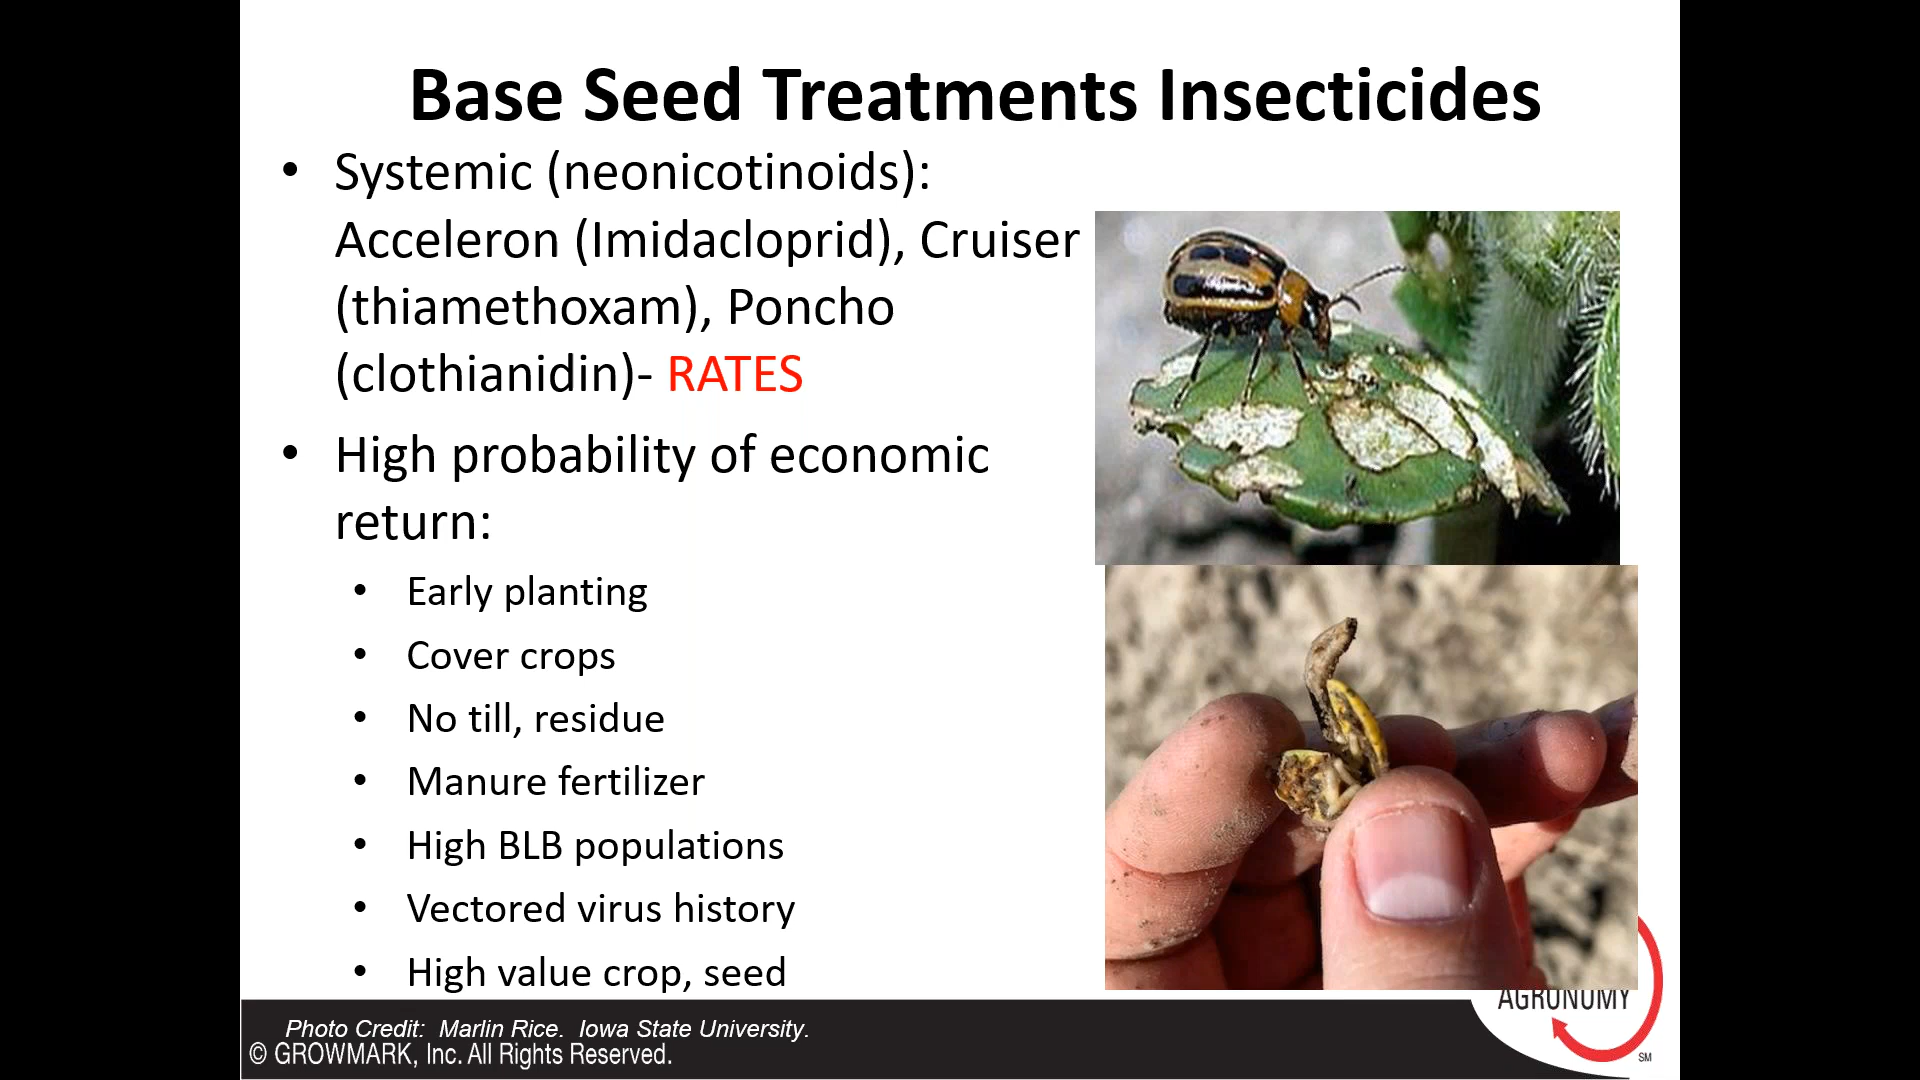 Base Seed Treatments Insecticides
• Systemic (neonicotinoids):
Acceleron (Imidacloprid), Cruiser
(thiamethoxam), Poncho
(clothianidin)- RATES
• High probability of economic
return:
• Early planting
• Cover crops
• No till, residue
• Manure fertilizer
• High BLB populations
• Vectored virus history
• High value crop, seed
AGRONOMY
Photo Credit: Marlin Rice. Iowa State University.
© GROWMARK, Inc. All Rights Reserved.
SM